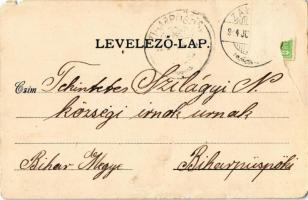 LEVELEZŐ-LAP.
Czim Tekintetes Szilágyi N.
községi irnok urnak
Bihar Megye Biharpüspöki